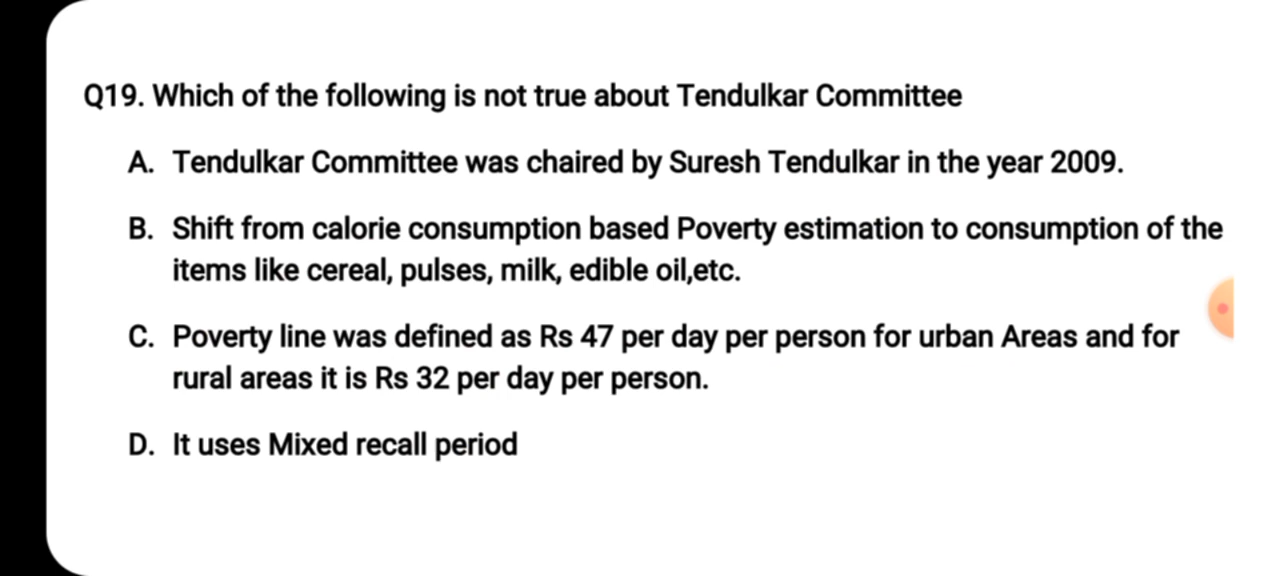 Q19. Which of the following is not true about Tendulkar Committee
A. Tendulkar Committee was chaired by Suresh Tendulkar in the year 2009.
B. Shift from calorie consumption based Poverty estimation to consumption of the
items like cereal, pulses, milk, edible oil,etc.
C. Poverty line was defined as Rs 47 per day per person for urban Areas and for
rural areas it is Rs 32 per day per person.
D. It uses Mixed recall period